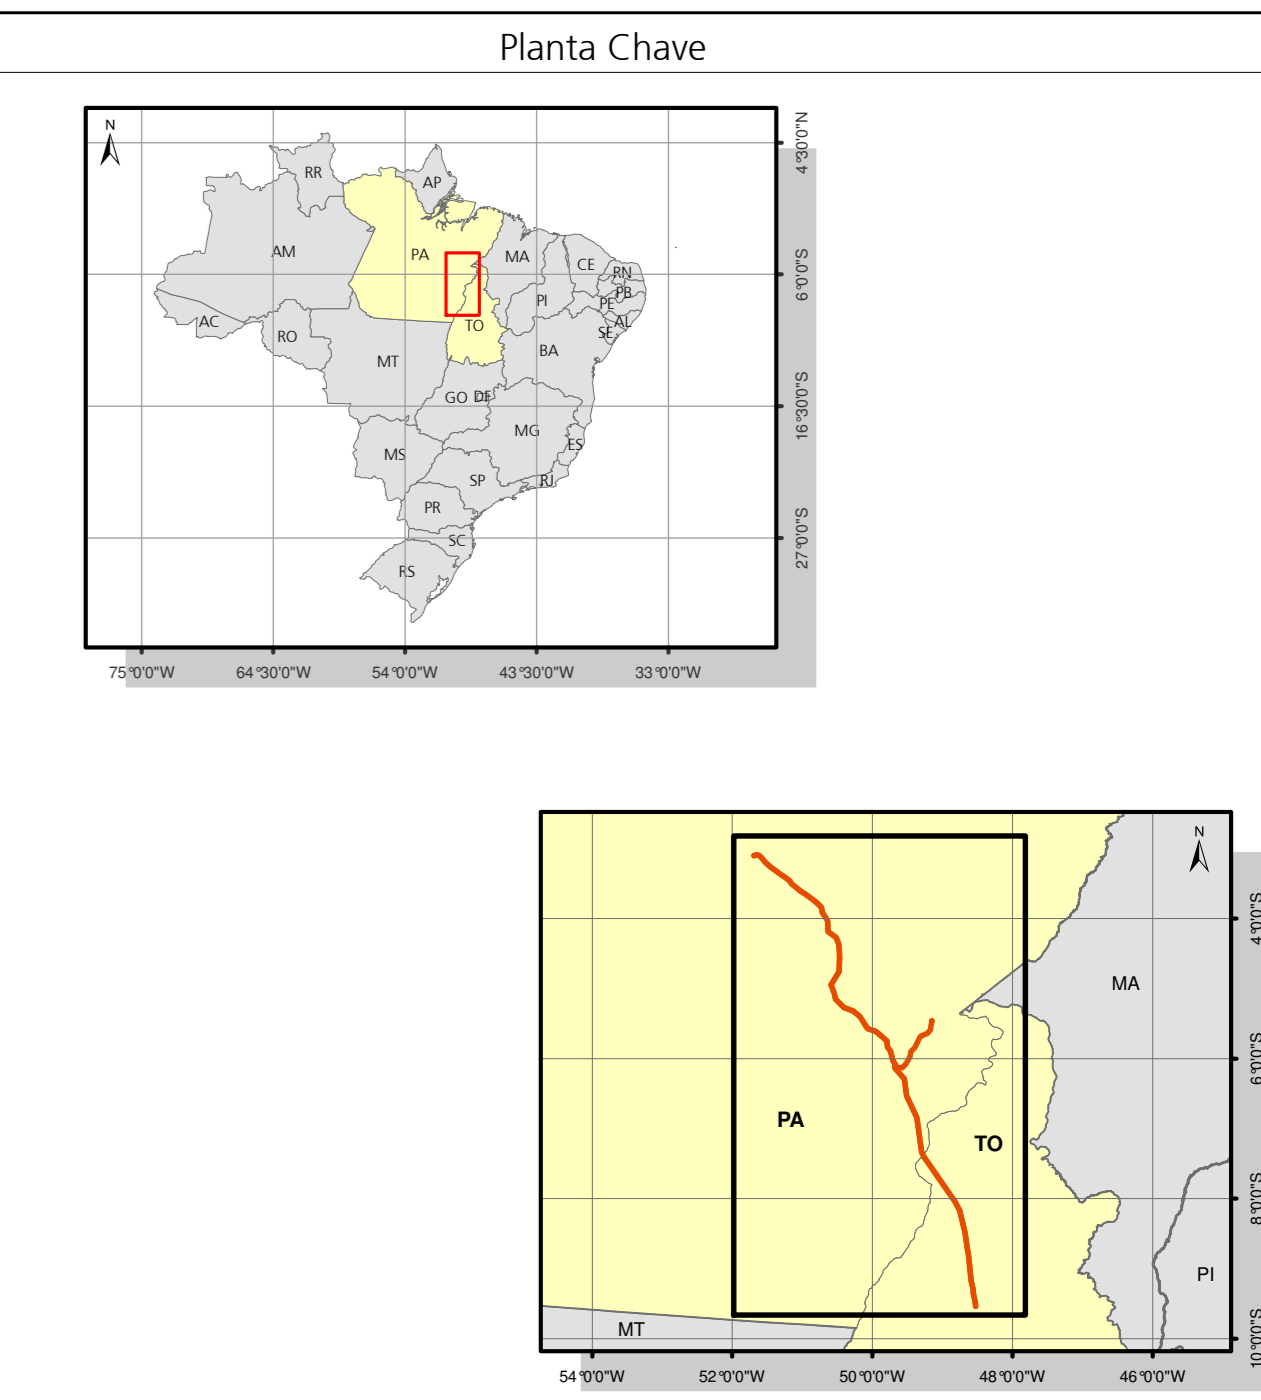 Planta Chave
N
RR
AP
AM
PA
MA
CE
RN
PB
PI
PE
AC
AL
RO
TO
SE
MT
BA
GO DF
MG
ES
MS
SP
RJ
PR
SC
RS
4°30'0"N
6°0'0"S
16°30'0"S
27°0'0"S
75°0'0"W 64°30'0"W 54°0'0"W 43°30'0"W 33°0'0"W
N
MA
PA
TO
PI
MT
4°0'0"S
6°0'0"S
8°0'0"S
10°0'0"S
54°0'0"W 52°0'0"W 50°0'0"W 48°0'0"W 46°0'0"W